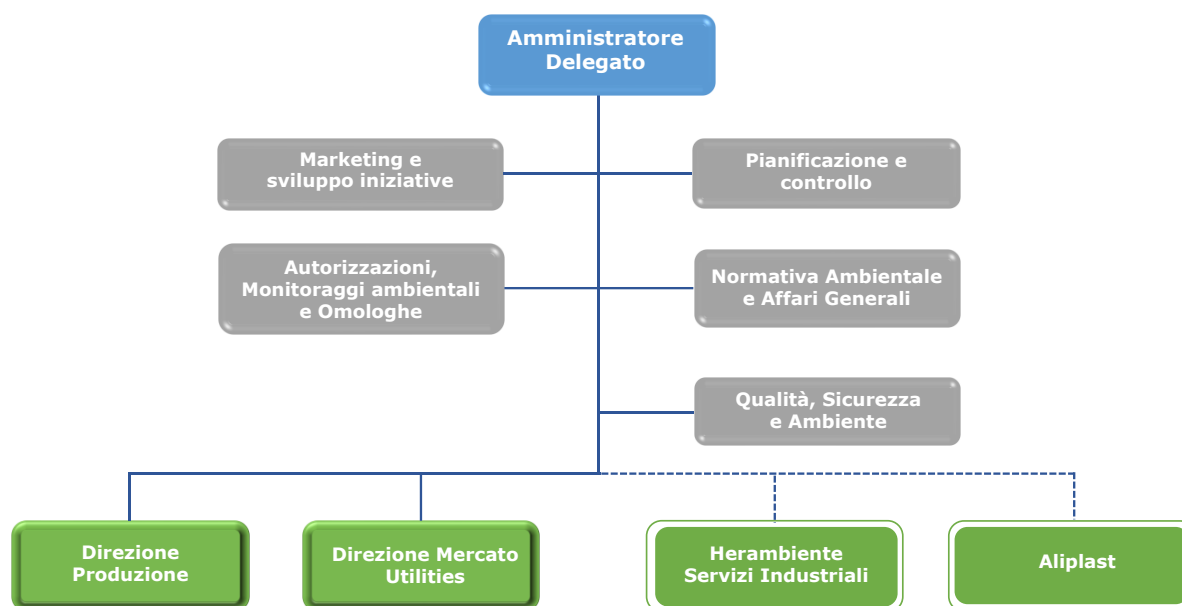 Amministratore
Delegato
Marketing e
sviluppo iniziative
Pianificazione e
controllo
Autorizzazioni,
Monitoraggi ambientali
e Omologhe
Normativa Ambientale
e Affari Generali
Qualità, Sicurezza
e Ambiente
Direzione
Produzione
Direzione Mercato
Utilities
Herambiente
Servizi Industriali
Aliplast